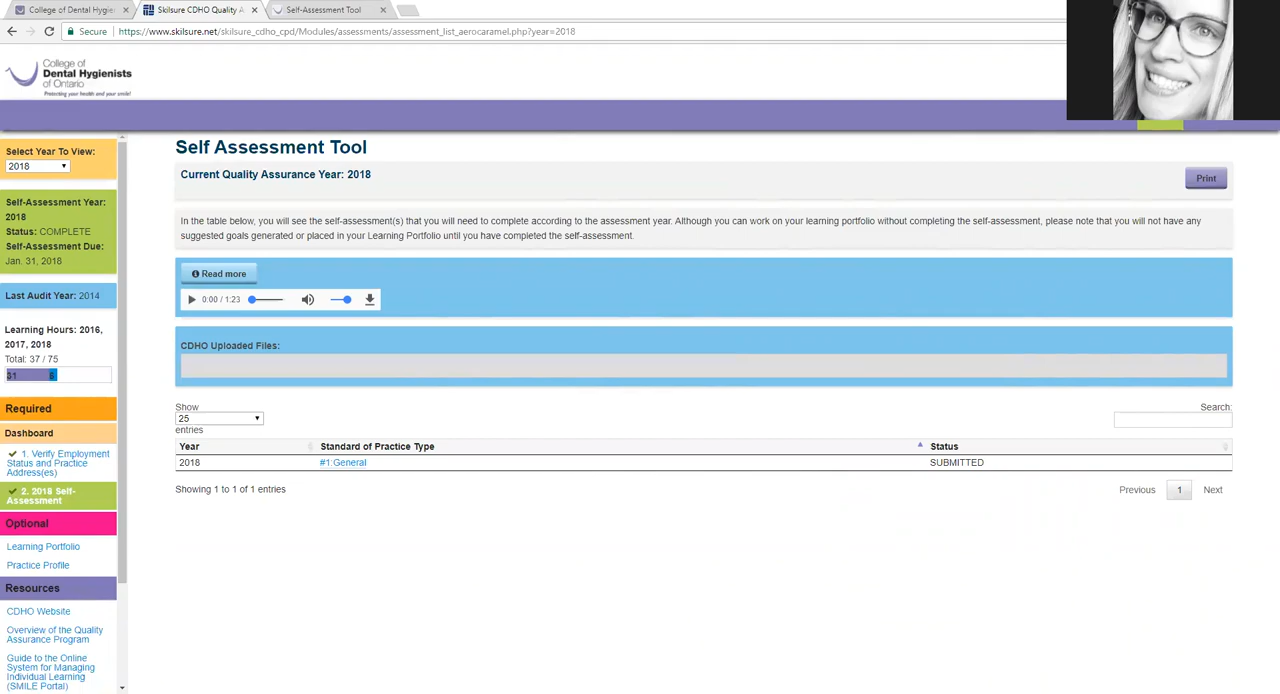 College of Dental Hygie
Skilsure CDHO Quality A
Self-Assessment Tool
Secure
https://www.skilsure.net/skilsure_cdho_cpd/Modules/assessments/assessment_list_aerocaramel.php?year=2018
College of
Dental Hygienists
of Ontario
Protecting your health and your smile!
Select Year To View:
2018
Self-Assessment Year:
2018
Status: COMPLETE
Self-Assessment Due:
Jan. 31, 2018
Last Audit Year: 2014
Learning Hours: 2016,
2017, 2018
Total: 37 / 75
31 6
Required
Dashboard
1. Verify Employment
Status and Practice
Address(es)
2. 2018 Self-
Assessment
Optional
Learning Portfolio
Practice Profile
Resources
CDHO Website
Overview of the Quality
Assurance Program
Guide to the Online
System for Managing
Individual Learning
(SMILE Portal)
Self Assessment Tool
Current Quality Assurance Year: 2018
Print
In the table below, you will see the self-assessment(s) that you will need to complete according to the assessment year. Although you can work on your learning portfolio without completing the self-assessment, please note that you will not have any
suggested goals generated or placed in your Learning Portfolio until you have completed the self-assessment.
Read more
0:00 / 1:23
CDHO Uploaded Files:
Show
25
entries
Search:
Year Standard of Practice Type Status
2018 #1:General SUBMITTED
Showing 1 to 1 of 1 entries
Previous 1 Next